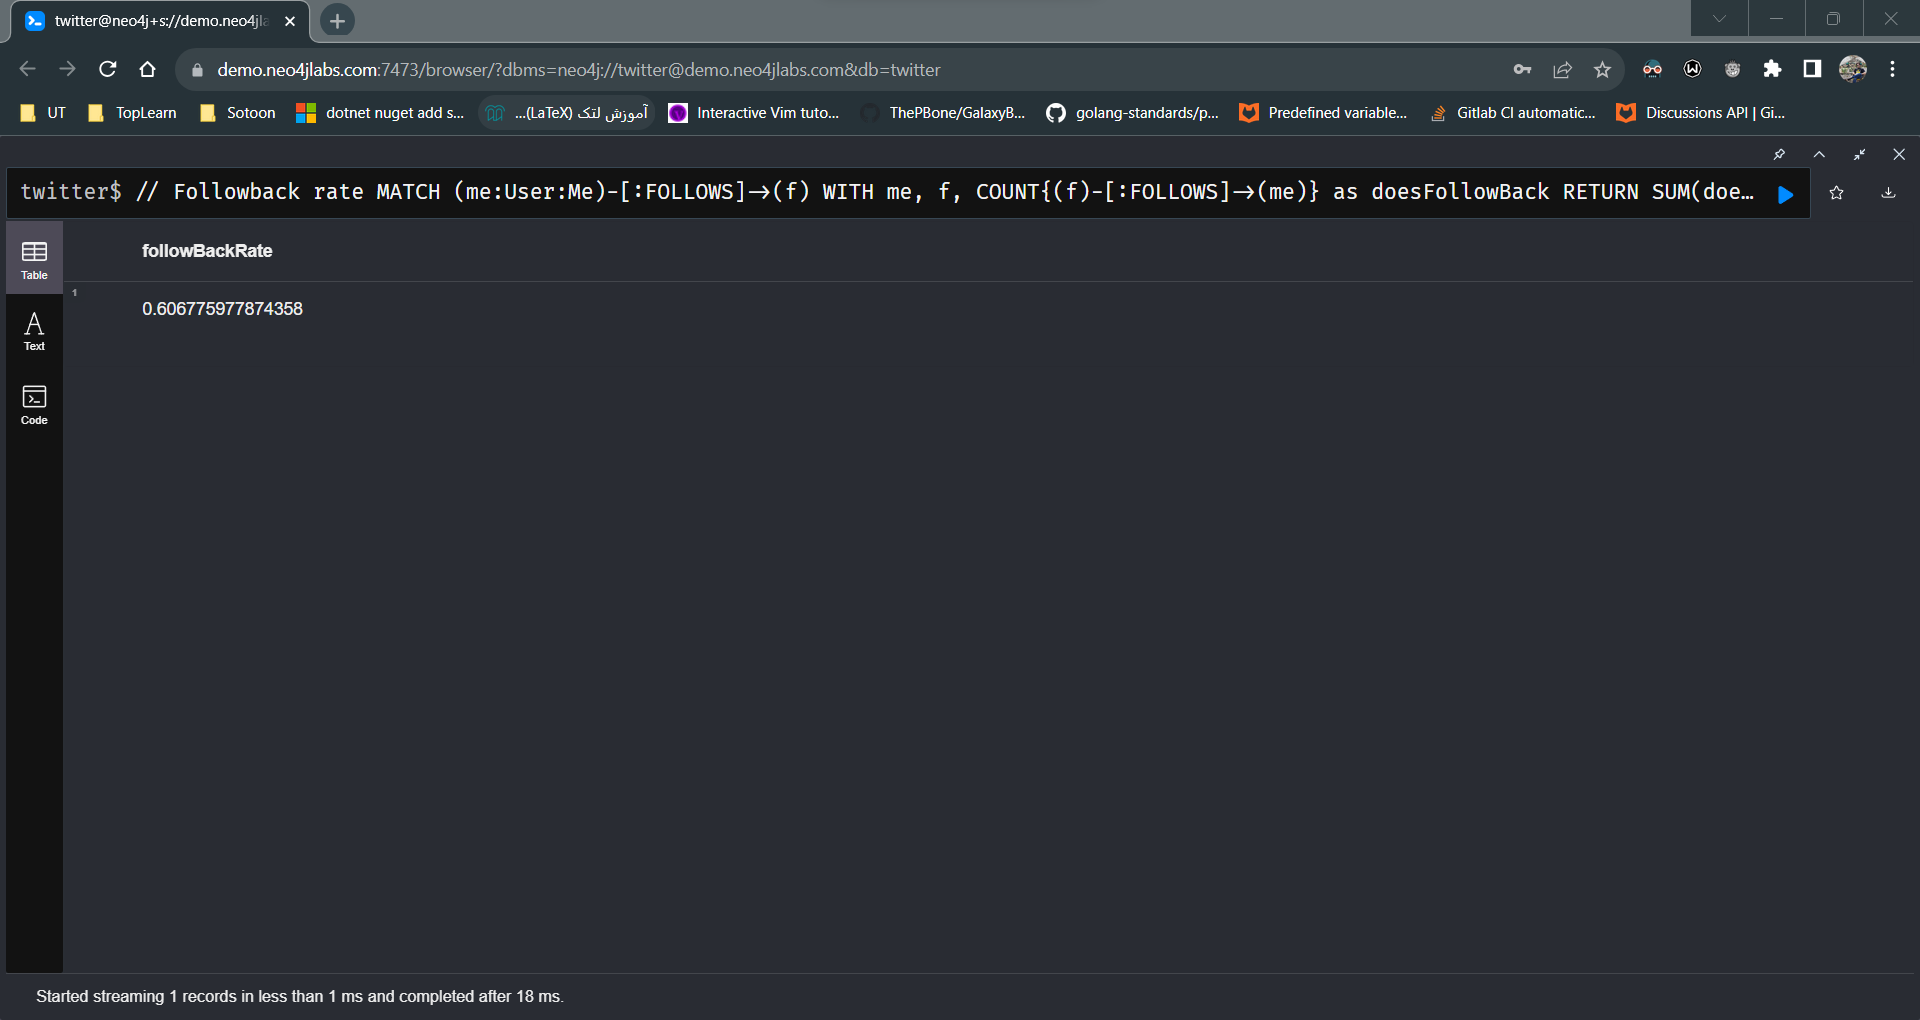 twitter@neo4j+s://demo.neo4jla
demo.neo4jlabs.com:7473/browser/?dbms=neo4j://twitter@demo.neo4jlabs.com&db=twitter
UT TopLearn Sotoon dotnet nuget add s... آموزش لتک (LaTeX)... Interactive Vim tuto... ThePBone/GalaxyB... golang-standards/p... Predefined variable... Gitlab CI automatic... Discussions API | Gi...
twitter$ // Followback rate MATCH (me:User:Me)-[:FOLLOWS]->(f) WITH me, f, COUNT{(f)-[:FOLLOWS]->(me)} as doesFollowBack RETURN SUM(doe...
followBackRate
Table
1
0.606775977874358
Text
Code
Started streaming 1 records in less than 1 ms and completed after 18 ms.